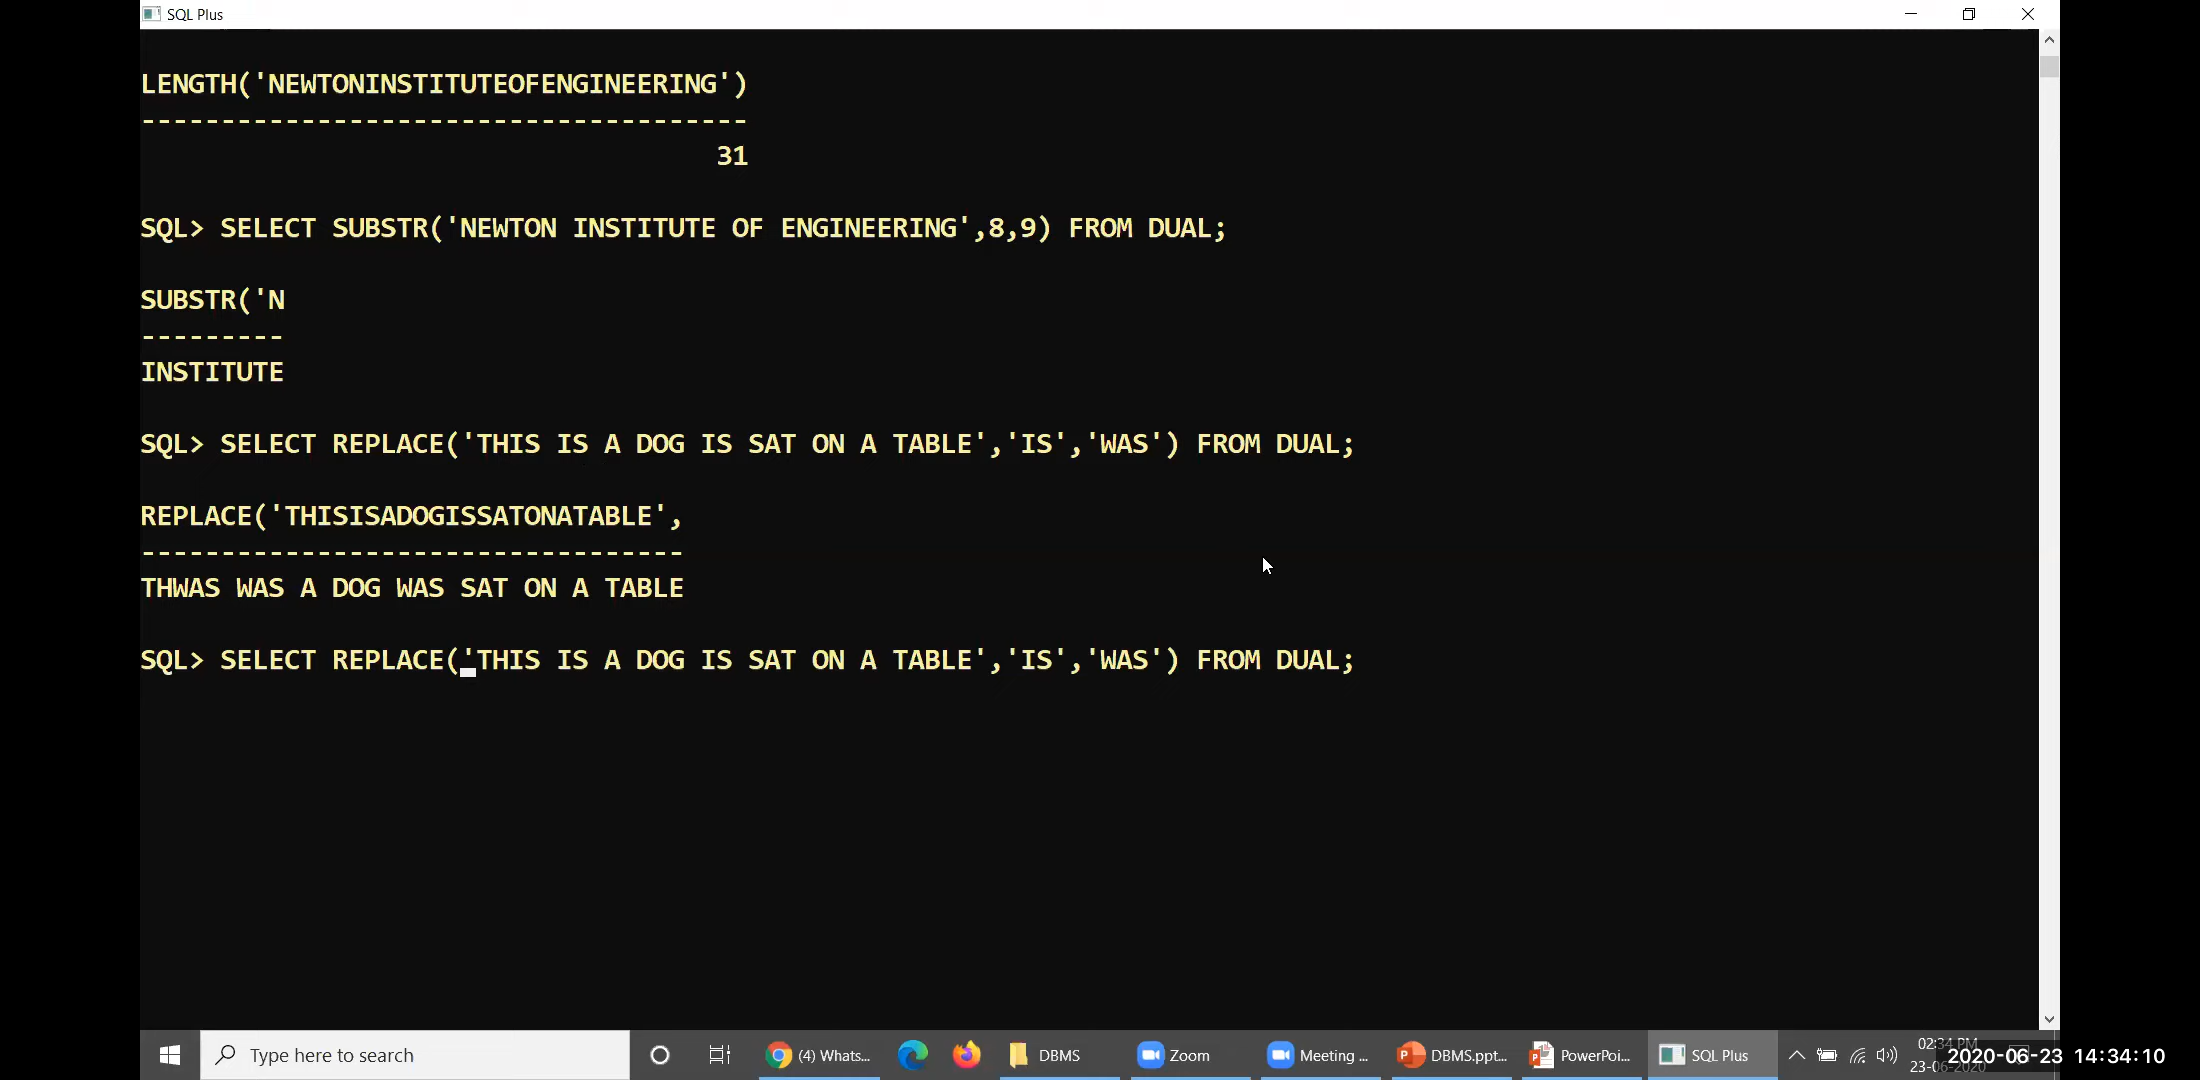 SQL Plus
LENGTH('NEWTONINSTITUTEOFENGINEERING')
--------------------------------------
31
SQL> SELECT SUBSTR('NEWTON INSTITUTE OF ENGINEERING',8,9) FROM DUAL;
SUBSTR('N
---------
INSTITUTE
SQL> SELECT REPLACE('THIS IS A DOG IS SAT ON A TABLE','IS','WAS') FROM DUAL;
REPLACE('THISISADOGISSATONATABLE',
----------------------------------
THWAS WAS A DOG WAS SAT ON A TABLE
SQL> SELECT REPLACE('THIS IS A DOG IS SAT ON A TABLE','IS','WAS') FROM DUAL;
Type here to search
(4) Whats...
DBMS
Zoom
Meeting ...
DBMS.ppt...
PowerPoi...
SQL Plus
02:34 PM
23-06-2020
2020-06-23 14:34:10